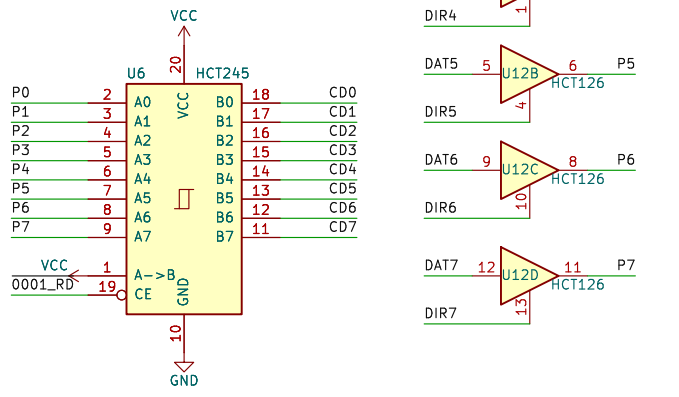 VCC
20
U6 HCT245
VCC
P0 2 A0 B0 18 CD0
P1 3 A1 B1 17 CD1
P2 4 A2 B2 16 CD2
P3 5 A3 B3 15 CD3
P4 6 A4 B4 14 CD4
P5 7 A5 B5 13 CD5
P6 8 A6 B6 12 CD6
P7 9 A7 B7 11 CD7
VCC 1 A->B
0001_RD 19 CE
GND
10
GND
1
DIR4
DAT5 5 U12B 6 P5
HCT126
4
DIR5
DAT6 9 U12C 8 P6
HCT126
10
DIR6
DAT7 12 U12D 11 P7
HCT126
13
DIR7